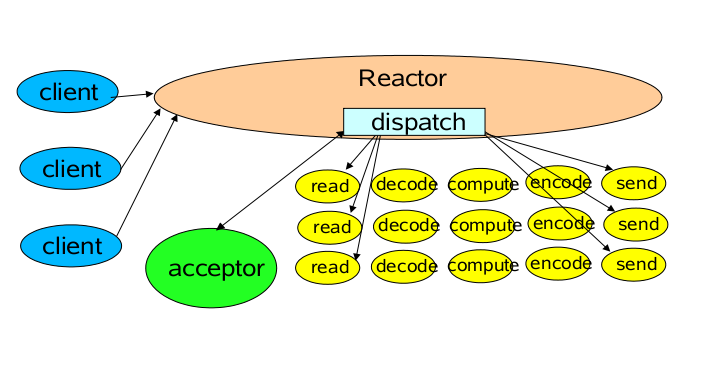 Reactor
client
dispatch
client
read decode compute encode send
read decode compute encode send
client
acceptor
read decode compute encode send